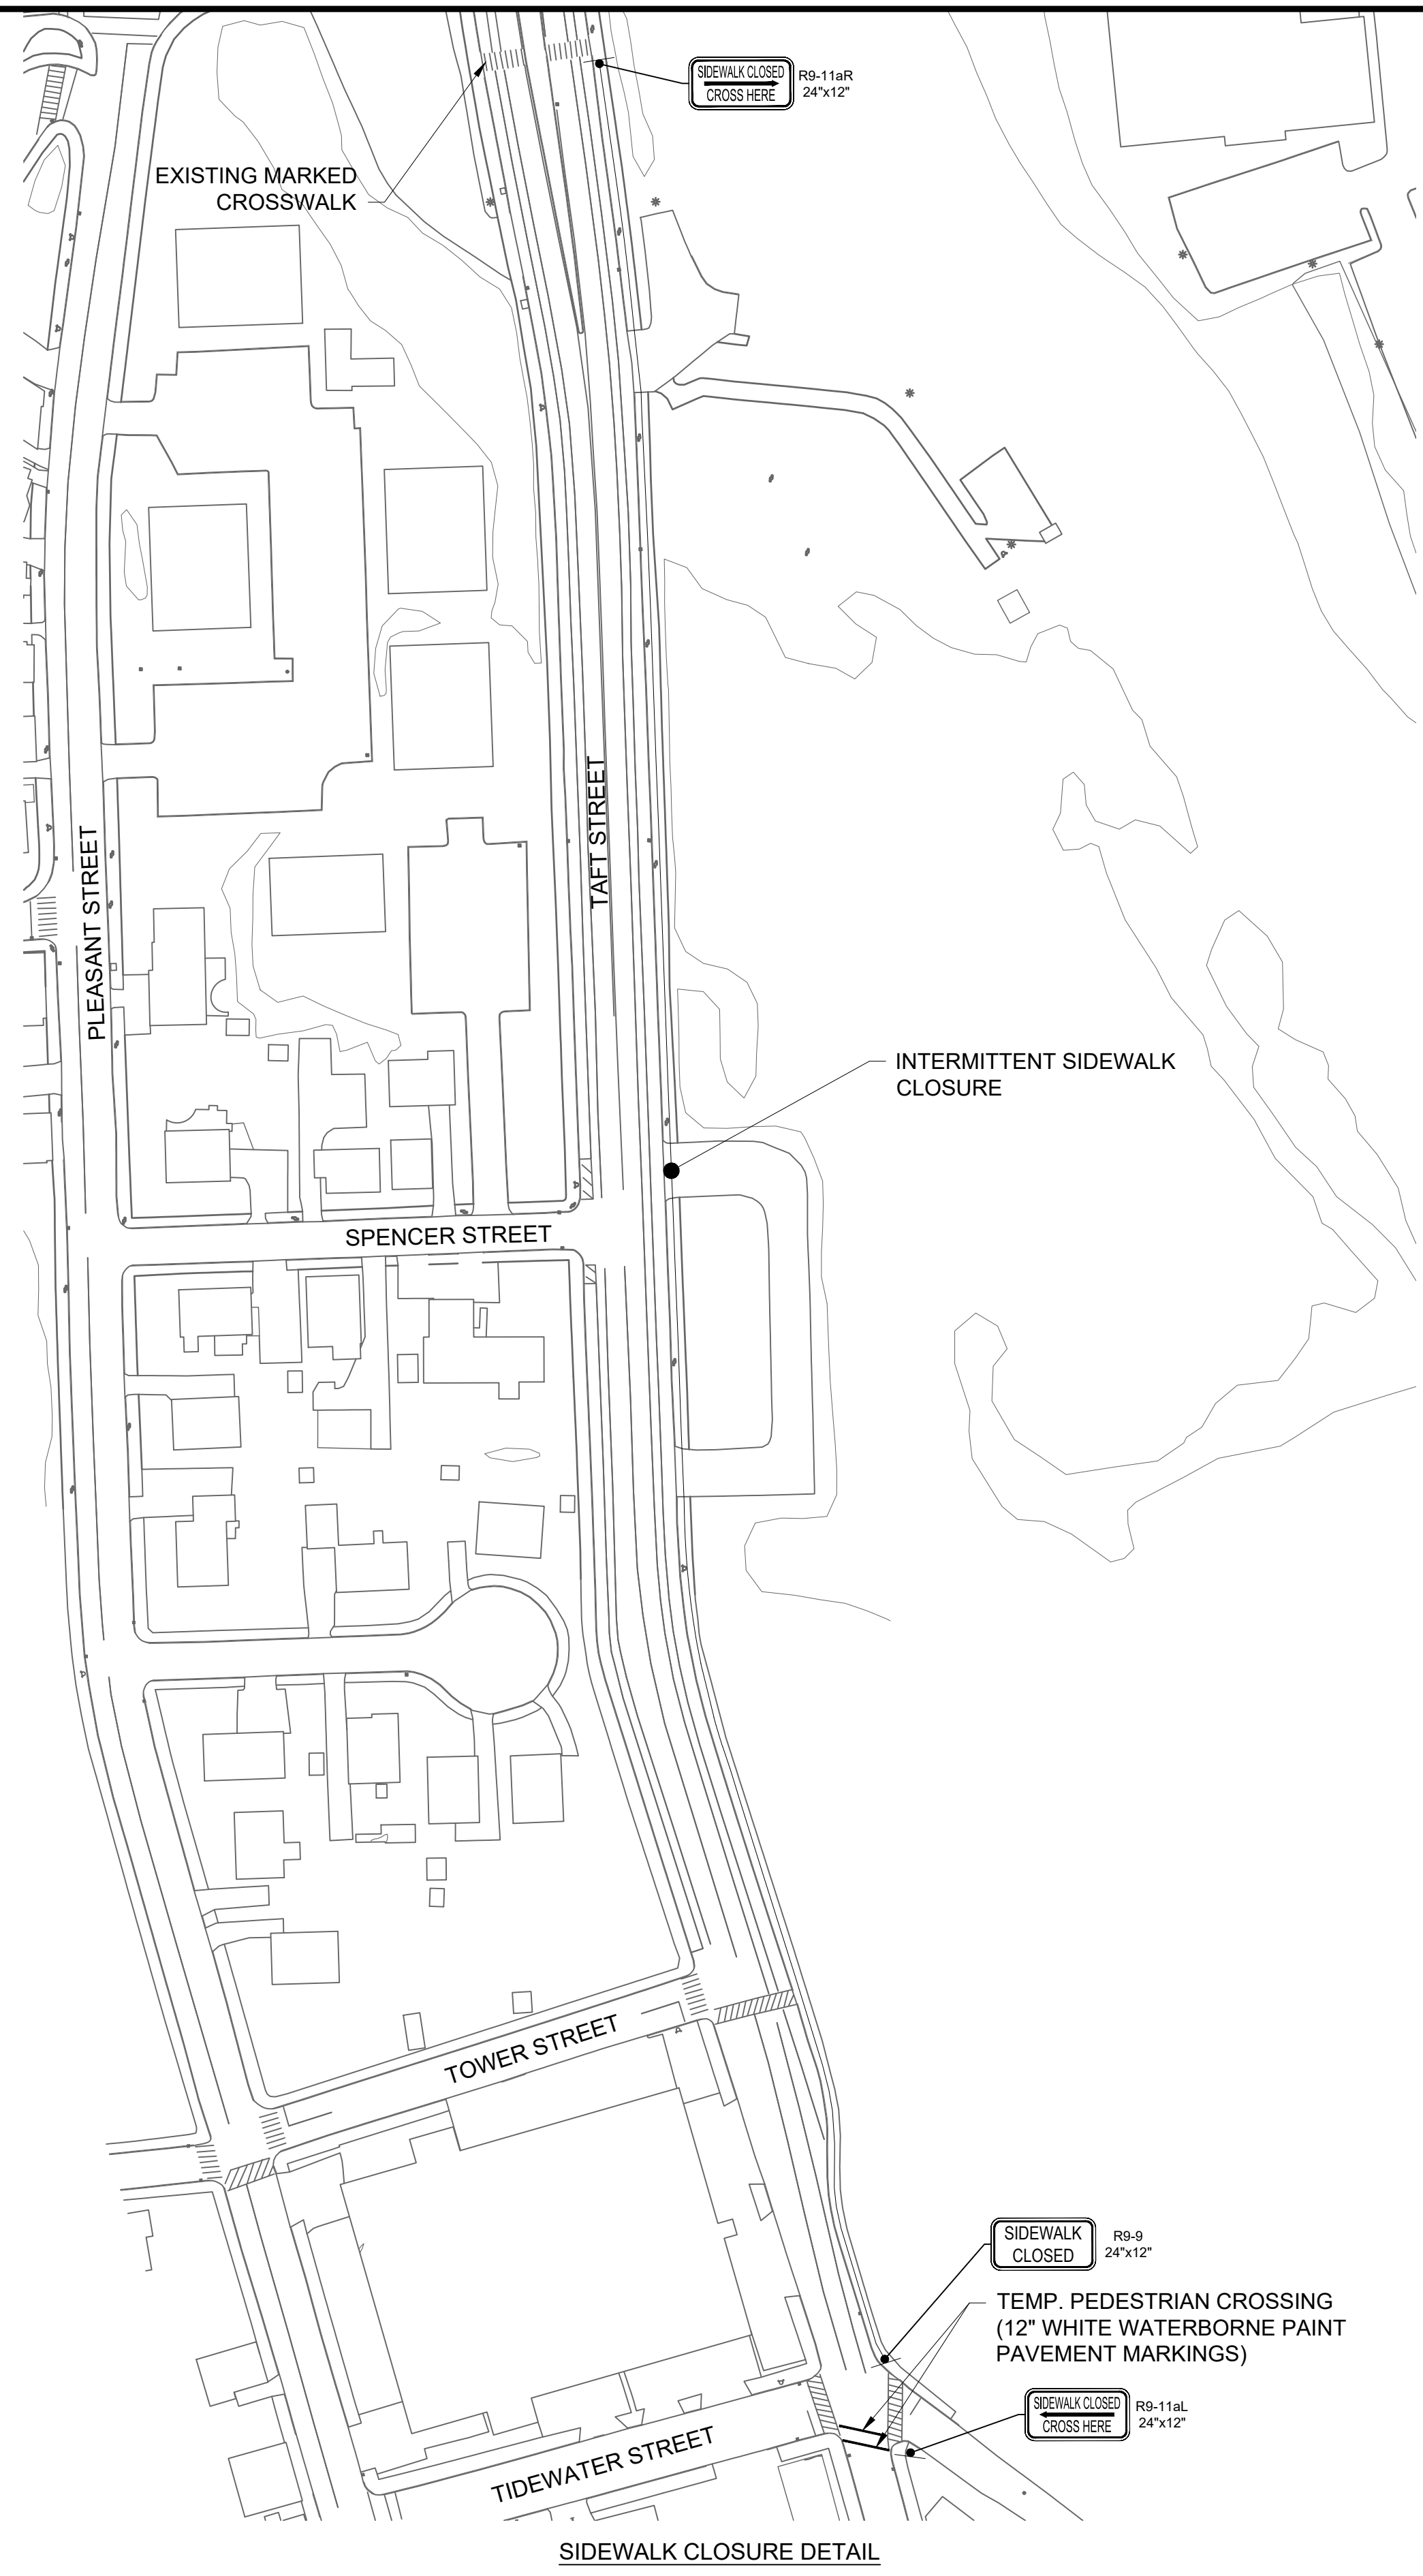 SIDEWALK CLOSED
CROSS HERE
R9-11aR
24"x12"
EXISTING MARKED
CROSSWALK
TAFT STREET
PLEASANT STREET
INTERMITTENT SIDEWALK
CLOSURE
SPENCER STREET
TOWER STREET
SIDEWALK
CLOSED
R9-9
24"x12"
TEMP. PEDESTRIAN CROSSING
(12" WHITE WATERBORNE PAINT
PAVEMENT MARKINGS)
SIDEWALK CLOSED
CROSS HERE
R9-11aL
24"x12"
TIDEWATER STREET
SIDEWALK CLOSURE DETAIL